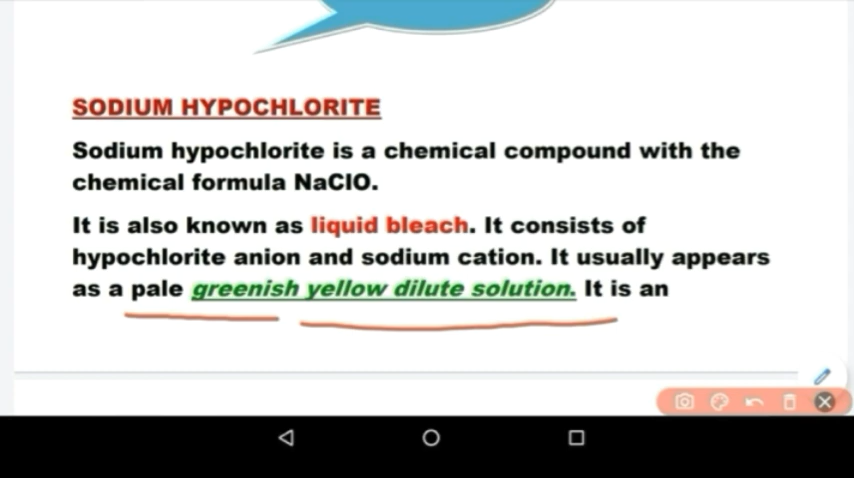 SODIUM HYPOCHLORITE
Sodium hypochlorite is a chemical compound with the
chemical formula NaClO.
It is also known as liquid bleach. It consists of
hypochlorite anion and sodium cation. It usually appears
as a pale greenish yellow dilute solution. It is an